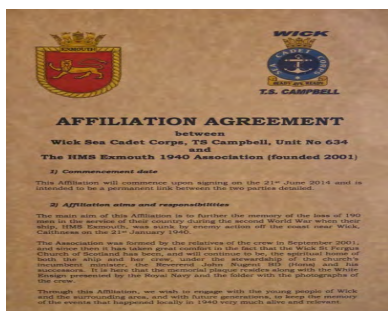 EXMOUTH
WICK
SEA CADET CORPS
READY AYE READY
T.S. CAMPBELL
AFFILIATION AGREEMENT
between
Wick Sea Cadet Corps, TS Campbell, Unit No 634
and
The HMS Exmouth 1940 Association (founded 2001)
1) Commencement date
This Affiliation will commence upon signing on the 21st June 2014 and is
intended to be a permanent link between the two parties detailed.
2) Affiliation aims and responsibilities
The main aim of this Affiliation is to further the memory of the loss of 190
men in the service of their country during the second World War when their
ship, HMS Exmouth, was sunk by enemy action off the coast near Wick,
Caithness on the 21st January 1940.
The Association was formed by the relatives of the crew in September 2001,
and since then it has taken great comfort in the fact that the Wick St Fergus
Church of Scotland has been, and will continue to be, the spiritual home of
both the ship and her crew, under the stewardship of the church's
incumbent minister, the Reverend John Nugent BD (Hons) and his
successors. It is here that the memorial plaque resides along with the White
Ensign presented by the Royal Navy and the folder with the photographs of
the crew.
Through this Affiliation, we wish to engage with the young people of Wick
and the surrounding area, and with future generations, to keep the memory
of the events that happened locally in 1940 very much alive and relevant.